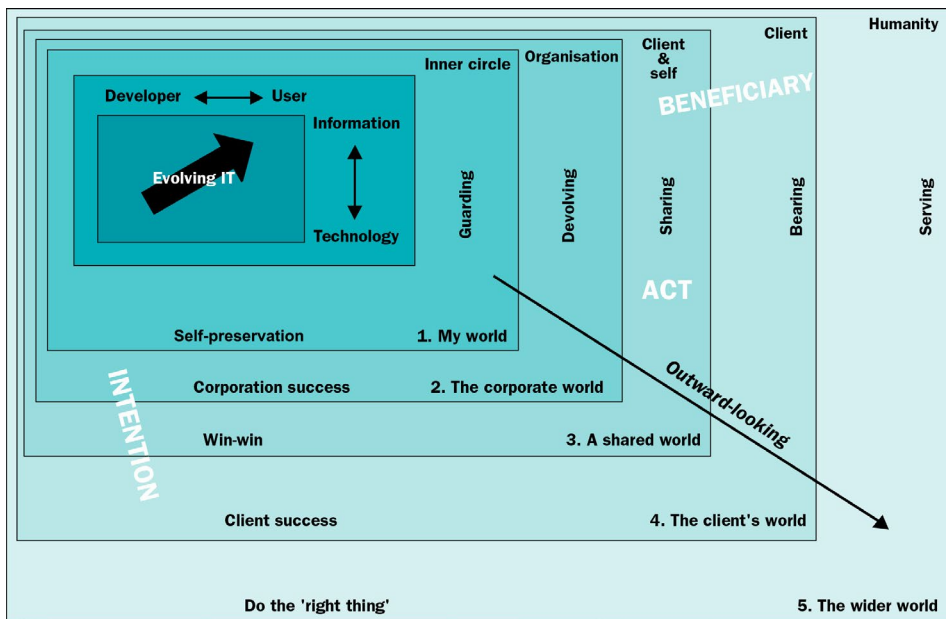 Humanity
Client
Client
&
self
Organisation
Inner circle
BENEFICIARY
Developer
User
Information
Evolving IT
Technology
Guarding
Devolving
Sharing
Bearing
Serving
ACT
Self-preservation
1. My world
Outward-looking
INTENTION
Corporation success
2. The corporate world
Win-win
3. A shared world
Client success
4. The client's world
Do the 'right thing'
5. The wider world